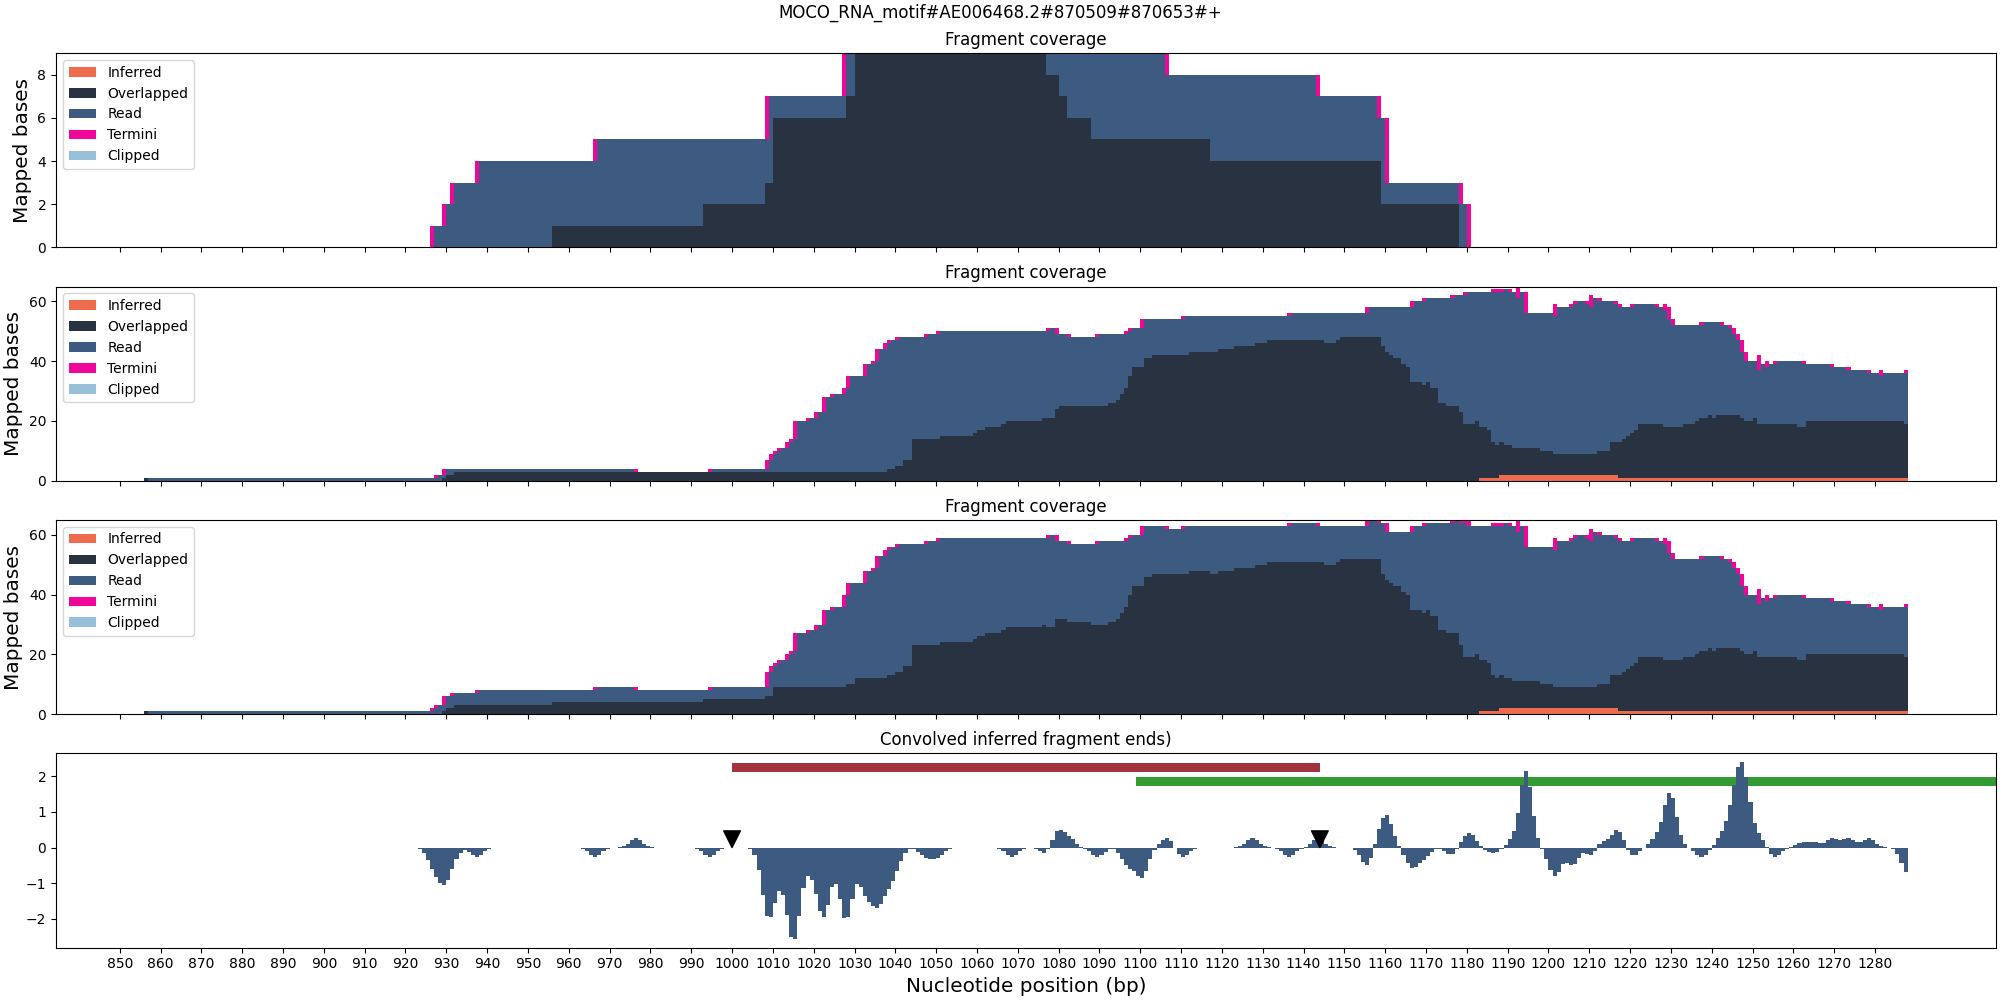 MOCO_RNA_motif#AE006468.2#870509#870653#+
Fragment coverage
Mapped bases
8
6
4
2
0
Inferred
Overlapped
Read
Termini
Clipped
Fragment coverage
Mapped bases
60
40
20
0
Inferred
Overlapped
Read
Termini
Clipped
Fragment coverage
Mapped bases
60
40
20
0
Inferred
Overlapped
Read
Termini
Clipped
Convolved inferred fragment ends)
2
1
0
−1
−2
850 860 870 880 890 900 910 920 930 940 950 960 970 980 990 1000 1010 1020 1030 1040 1050 1060 1070 1080 1090 1100 1110 1120 1130 1140 1150 1160 1170 1180 1190 1200 1210 1220 1230 1240 1250 1260 1270 1280
Nucleotide position (bp)